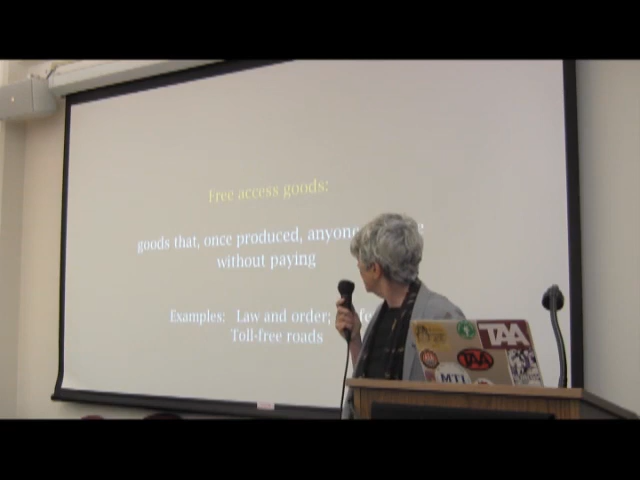 Free access goods:
goods that, once produced, anyone
without paying
Examples: Law and order;
Toll-free roads
TAA
TAA
MTI